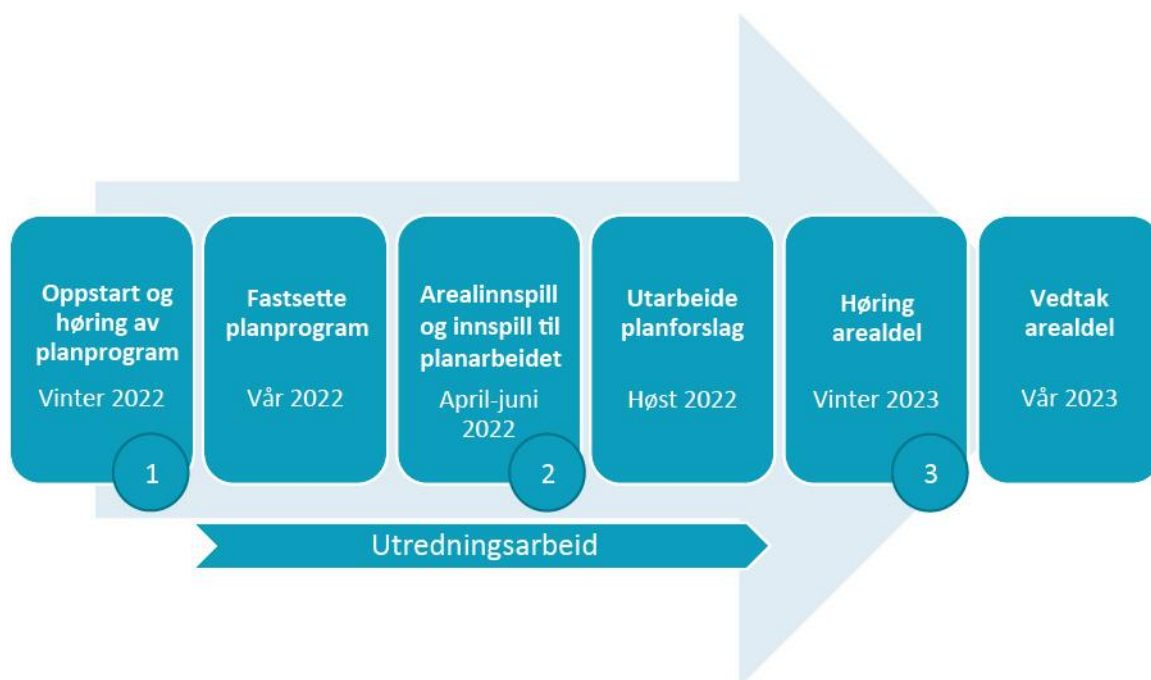 Oppstart og
høring av
planprogram
Vinter 2022
1
Fastsette
planprogram
Vår 2022
Arealinnspill
og innspill til
planarbeidet
April-juni
2022
2
Utarbeide
planforslag
Høst 2022
Høring
arealdel
Vinter 2023
3
Vedtak
arealdel
Vår 2023
Utredningsarbeid